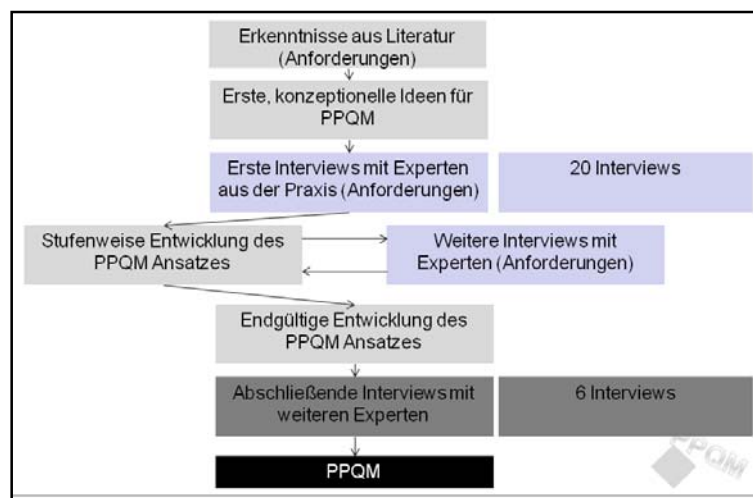 Erkenntnisse aus Literatur
(Anforderungen)
Erste, konzeptionelle Ideen für
PPQM
Erste Interviews mit Experten
aus der Praxis (Anforderungen)
20 Interviews
Stufenweise Entwicklung des
PPQM Ansatzes
Weitere Interviews mit
Experten (Anforderungen)
Endgültige Entwicklung des
PPQM Ansatzes
Abschließende Interviews mit
weiteren Experten
6 Interviews
PPQM
PPQM